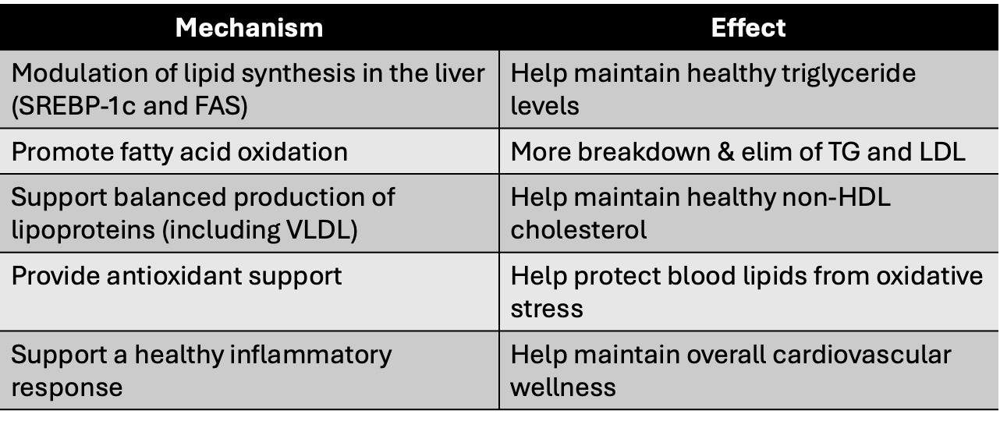 Mechanism
Effect
Modulation of lipid synthesis in the liver
(SREBP-1c and FAS)
Help maintain healthy triglyceride
levels
Promote fatty acid oxidation
More breakdown & elim of TG and LDL
Support balanced production of
lipoproteins (including VLDL)
Help maintain healthy non-HDL
cholesterol
Provide antioxidant support
Help protect blood lipids from oxidative
stress
Support a healthy inflammatory
response
Help maintain overall cardiovascular
wellness